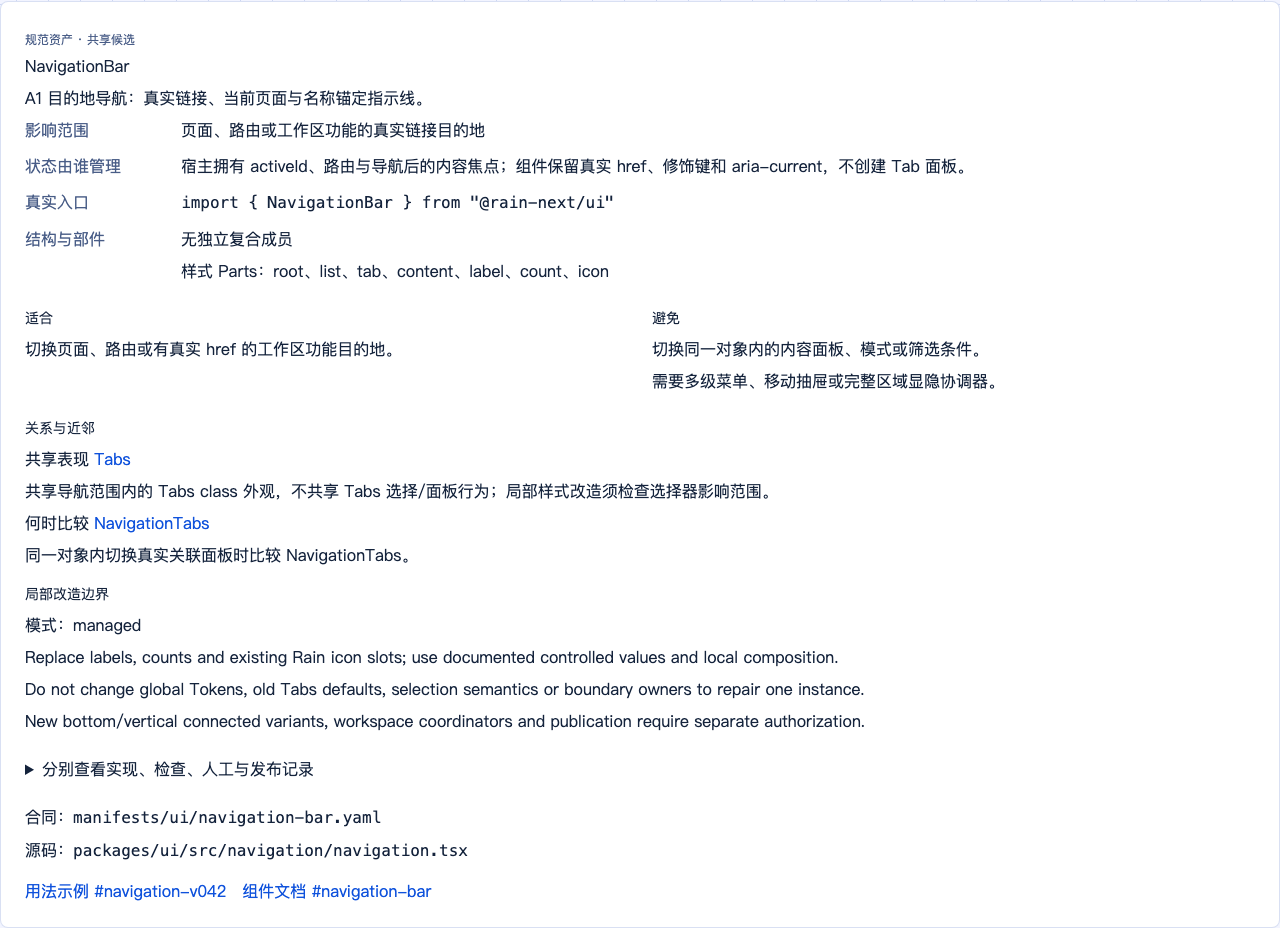 规范资产 · 共享候选
NavigationBar
A1 目的地导航：真实链接、当前页面与名称锚定指示线。
影响范围 页面、路由或工作区功能的真实链接目的地
状态由谁管理 宿主拥有 activeId、路由与导航后的内容焦点；组件保留真实 href、修饰键和 aria-current，不创建 Tab 面板。
真实入口 import { NavigationBar } from "@rain-next/ui"
结构与部件 无独立复合成员
样式 Parts：root、list、tab、content、label、count、icon
适合
切换页面、路由或有真实 href 的工作区功能目的地。
避免
切换同一对象内的内容面板、模式或筛选条件。
需要多级菜单、移动抽屉或完整区域显隐协调器。
关系与近邻
共享表现 Tabs
共享导航范围内的 Tabs class 外观，不共享 Tabs 选择/面板行为；局部样式改造须检查选择器影响范围。
何时比较 NavigationTabs
同一对象内切换真实关联面板时比较 NavigationTabs。
局部改造边界
模式：managed
Replace labels, counts and existing Rain icon slots; use documented controlled values and local composition.
Do not change global Tokens, old Tabs defaults, selection semantics or boundary owners to repair one instance.
New bottom/vertical connected variants, workspace coordinators and publication require separate authorization.
▶ 分别查看实现、检查、人工与发布记录
合同：manifests/ui/navigation-bar.yaml
源码：packages/ui/src/navigation/navigation.tsx
用法示例 #navigation-v042 组件文档 #navigation-bar